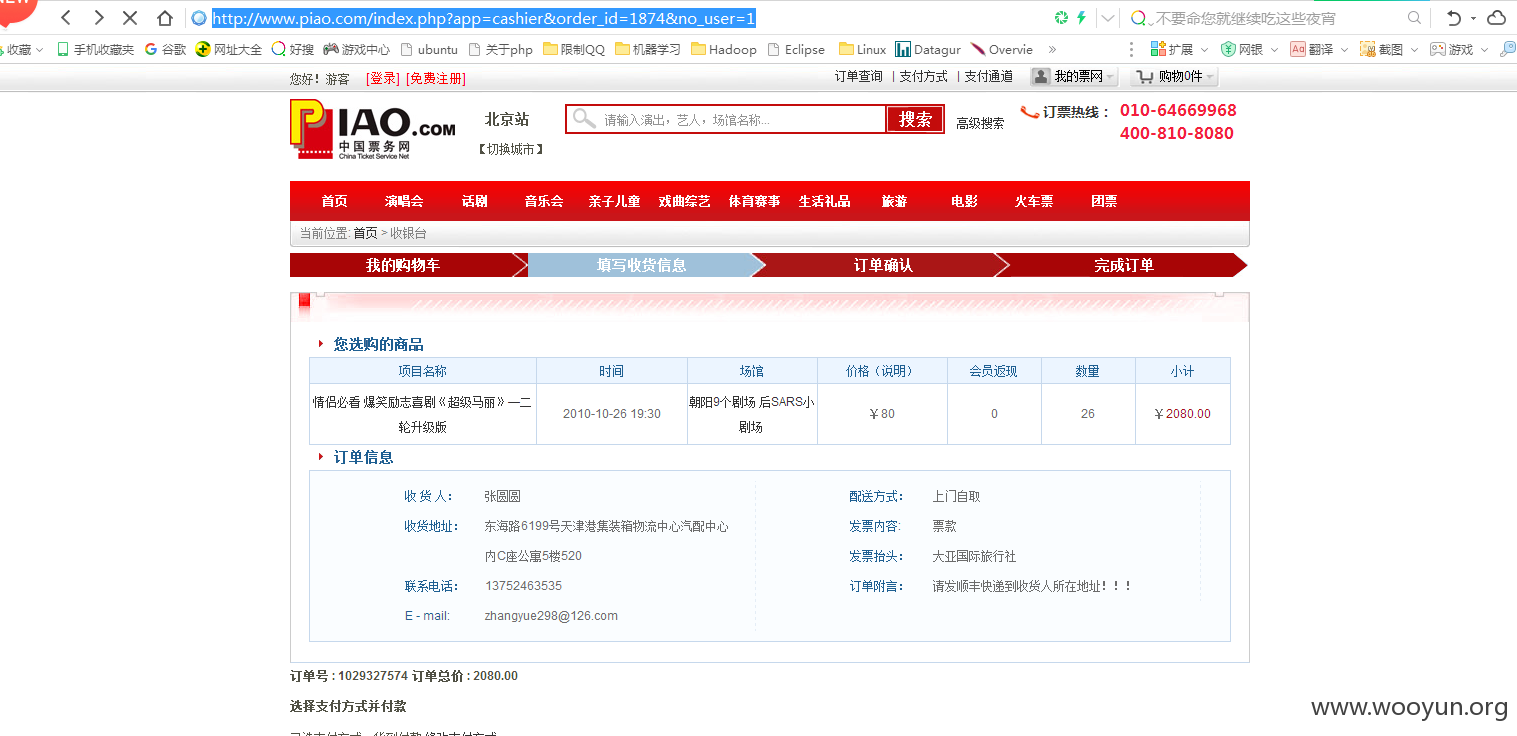 NEW
http://www.piao.com/index.php?app=cashier&order_id=1874&no_user=1
不要命您就继续吃这些夜宵
收藏 手机收藏夹 谷歌 网址大全 好搜 游戏中心 ubuntu 关于php 限制QQ 机器学习 Hadoop Eclipse Linux Datagur Overvie » 扩展 网银 翻译 截图 游戏
您好! 游客 [登录] [免费注册]
订单查询 | 支付方式 | 支付通道 我的票网 购物0件
PIAO.COM
中国票务网
China Ticket Service Net
北京站
【切换城市】
请输入演出，艺人，场馆名称...
搜索
高级搜索
订票热线： 010-64669968
400-810-8080
首页 演唱会 话剧 音乐会 亲子儿童 戏曲综艺 体育赛事 生活礼品 旅游 电影 火车票 团票
当前位置: 首页 > 收银台
我的购物车 填写收货信息 订单确认 完成订单
您选购的商品
项目名称 时间 场馆 价格（说明） 会员返现 数量 小计
情侣必看 爆笑励志喜剧《超级马丽》—二轮升级版 2010-10-26 19:30 朝阳9个剧场 后SARS小剧场 ￥80 0 26 ￥2080.00
订单信息
收 货 人： 张圆圆
收货地址： 东海路6199号天津港集装箱物流中心汽配中心
内C座公寓5楼520
联系电话： 13752463535
E - mail: zhangyue298@126.com
配送方式： 上门自取
发票内容: 票款
发票抬头： 大亚国际旅行社
订单附言： 请发顺丰快递到收货人所在地址！！！
订单号 : 1029327574 订单总价 : 2080.00
选择支付方式并付款
www.wooyun.org